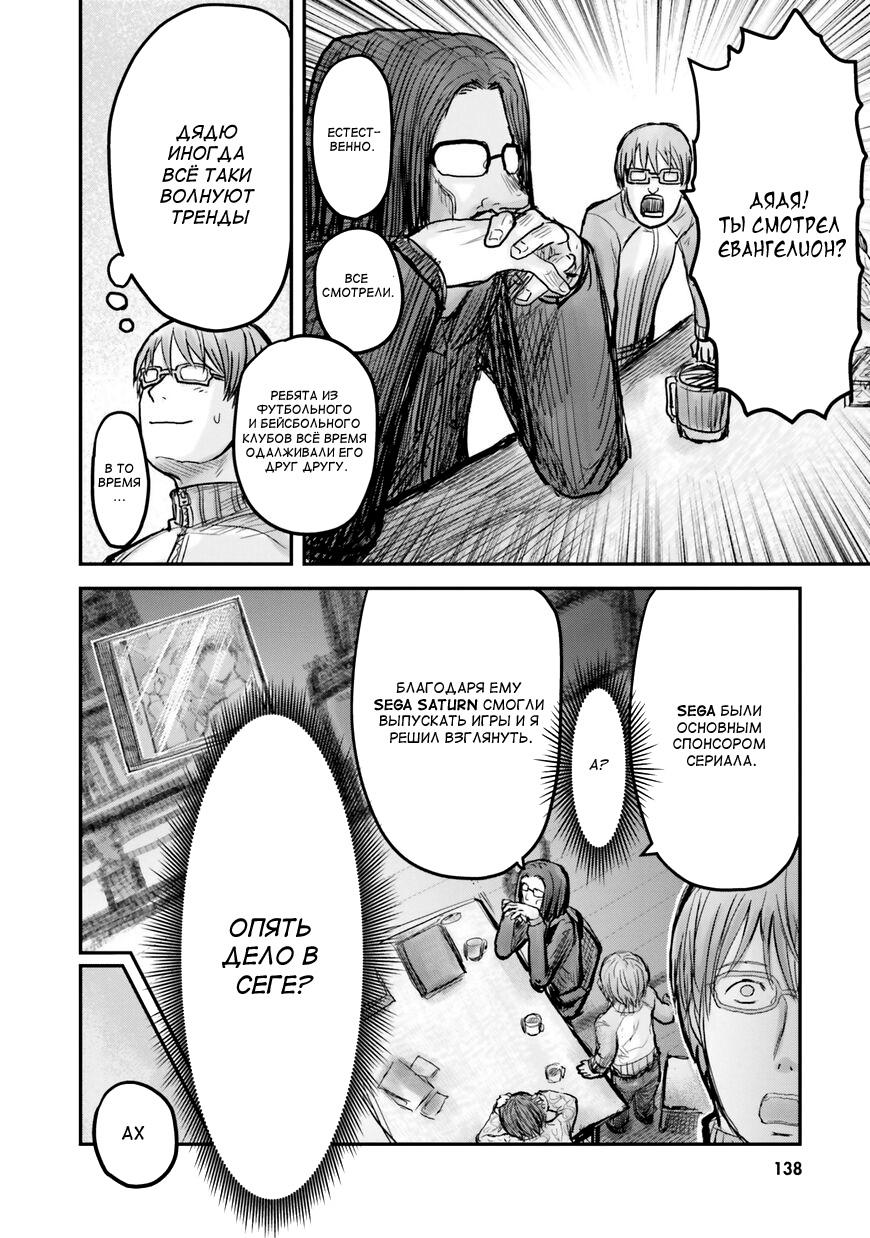 ДЯДЯ!
ТЫ СМОТРЕЛ
ЕВАНГЕЛИОН?
ЕСТЕСТ-
ВЕННО.
ВСЕ
СМОТРЕЛИ.
РЕБЯТА ИЗ
ФУТБОЛЬНОГО
И БЕЙСБОЛЬНОГО
КЛУБОВ ВСЁ ВРЕМЯ
ОДАЛЖИВАЛИ ЕГО
ДРУГ ДРУГУ.
ДЯДЮ
ИНОГДА
ВСЁ ТАКИ
ВОЛНУЮТ
ТРЕНДЫ
В ТО
ВРЕМЯ
...
SEGA БЫЛИ
ОСНОВНЫМ
СПОНСОРОМ
СЕРИАЛА.
А?
БЛАГОДАРЯ ЕМУ
SEGA SATURN СМОГЛИ
ВЫПУСКАТЬ ИГРЫ И Я
РЕШИЛ ВЗГЛЯНУТЬ.
ОПЯТЬ
ДЕЛО В
СЕГЕ?
АХ
138